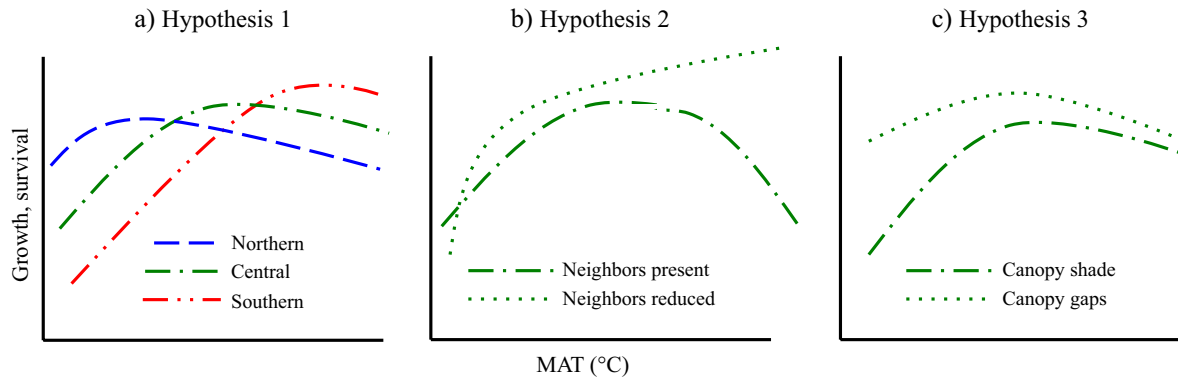 a) Hypothesis 1
b) Hypothesis 2
c) Hypothesis 3
Growth, survival
Northern
Central
Southern
Neighbors present
Neighbors reduced
Canopy shade
Canopy gaps
MAT (°C)